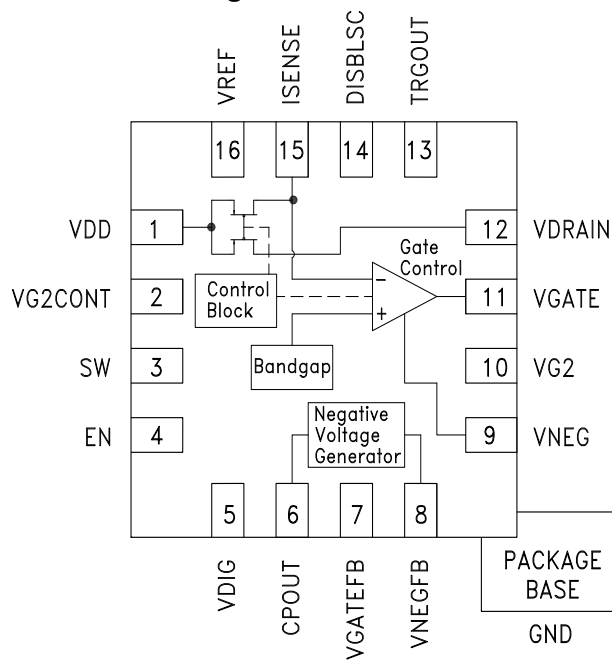 VREF
ISENSE
DISBLSC
TRGOUT
16
15
14
13
VDD
1
12
VDRAIN
Gate
Control
VG2CONT
2
Control
Block
−
+
11
VGATE
SW
3
Bandgap
10
VG2
EN
4
Negative
Voltage
Generator
9
VNEG
5
6
7
8
VDIG
CPOUT
VGATEFB
VNEGFB
PACKAGE
BASE
GND